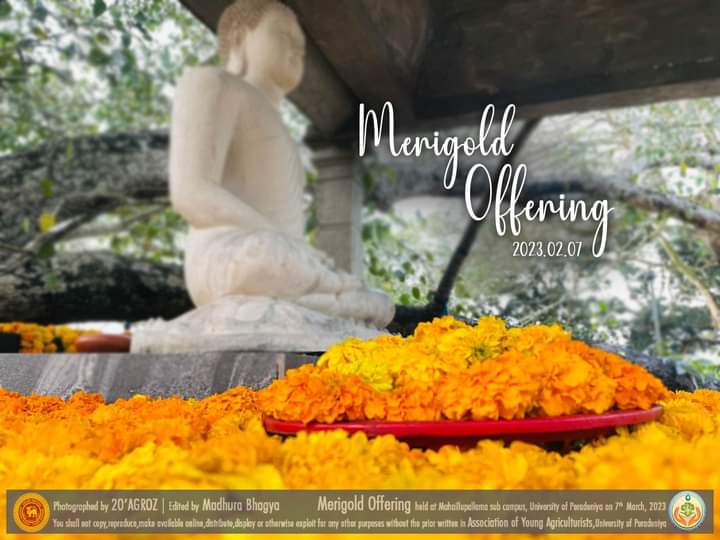 Merigold
Offering
2023.02.07
Photographed by 20'AGROZ | Edited by Madhura Bhagya Merigold Offering held at Mahailluppallama sub campus, University of Peradeniya on 7th March, 2023
You shall not copy,reproduce,make available online,distribute,display or otherwise exploit for any other purposes without the prior written in Association of Young Agriculturists,University of Peradeniya